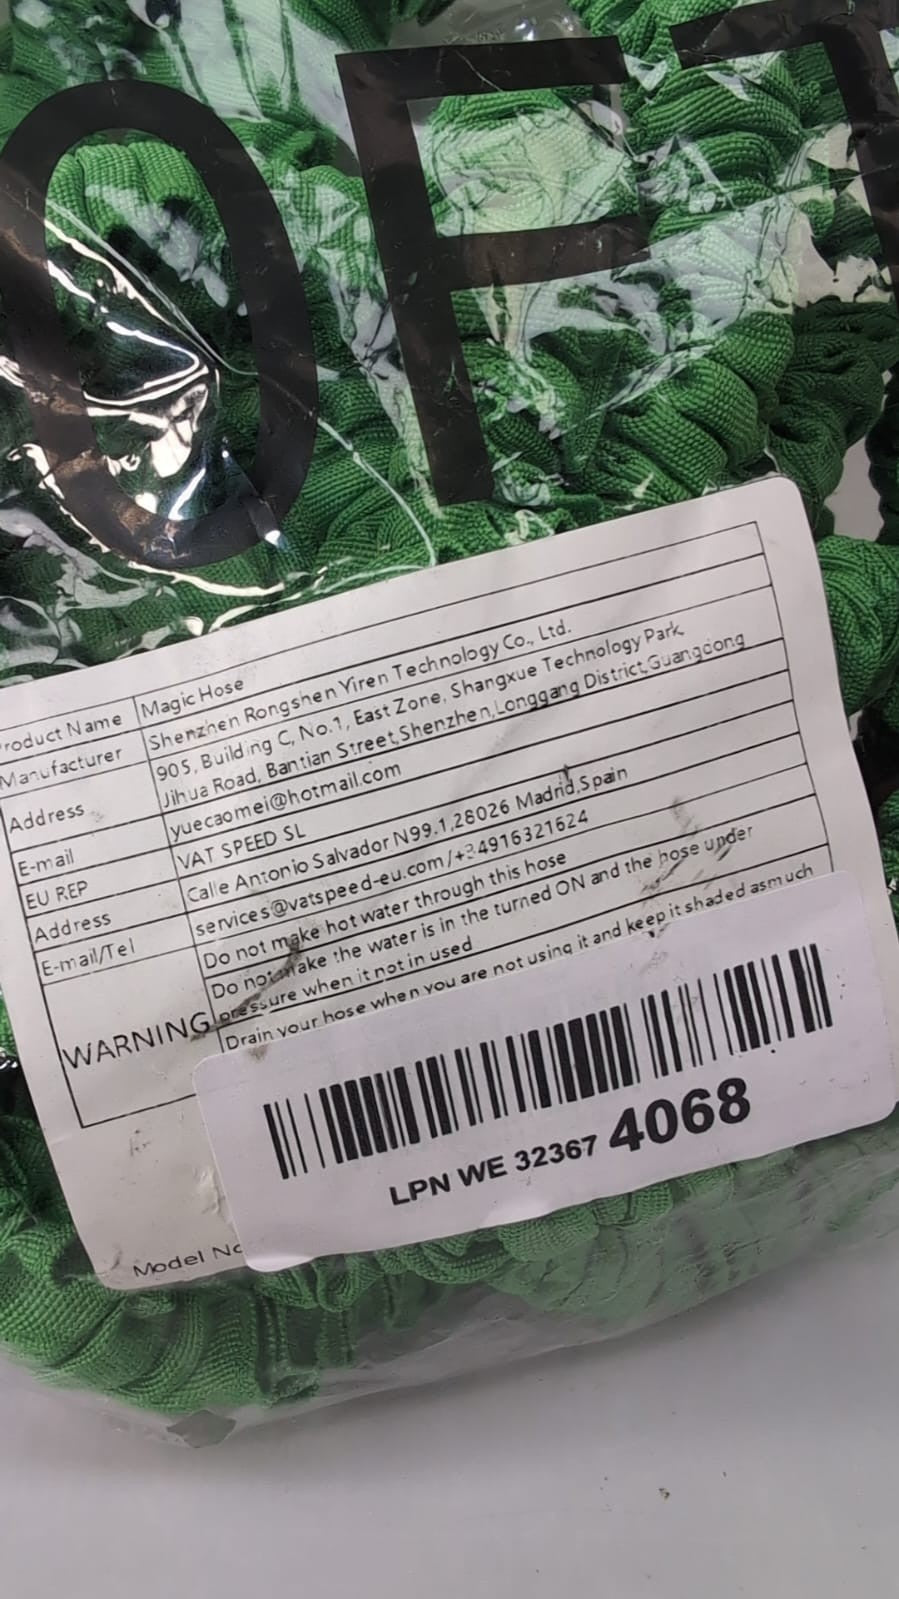 0FT
Product Name Magic Hose
Manufacturer Shenzhen Rongshen Yiren Technology Co., Ltd.
Address 905, Building C, No.1, East Zone, Shangxue Technology Park,
Jihua Road, Bantian Street,Shenzhen,Longgang District,Guangdong
E-mail yuecaomei@hotmail.com
EU REP VAT SPEED SL
Address Calle Antonio Salvador N99.1,28026 Madrid,Spain
E-mail/Tel services@vatspeed-eu.com/+34916321624
WARNING
Do not make hot water through this hose
Do not make the water is in the turned ON and the hose under
pressure when it not in used
Drain your hose when you are not using it and keep it shaded asmuch
LPN WE 32367 4068
Model No